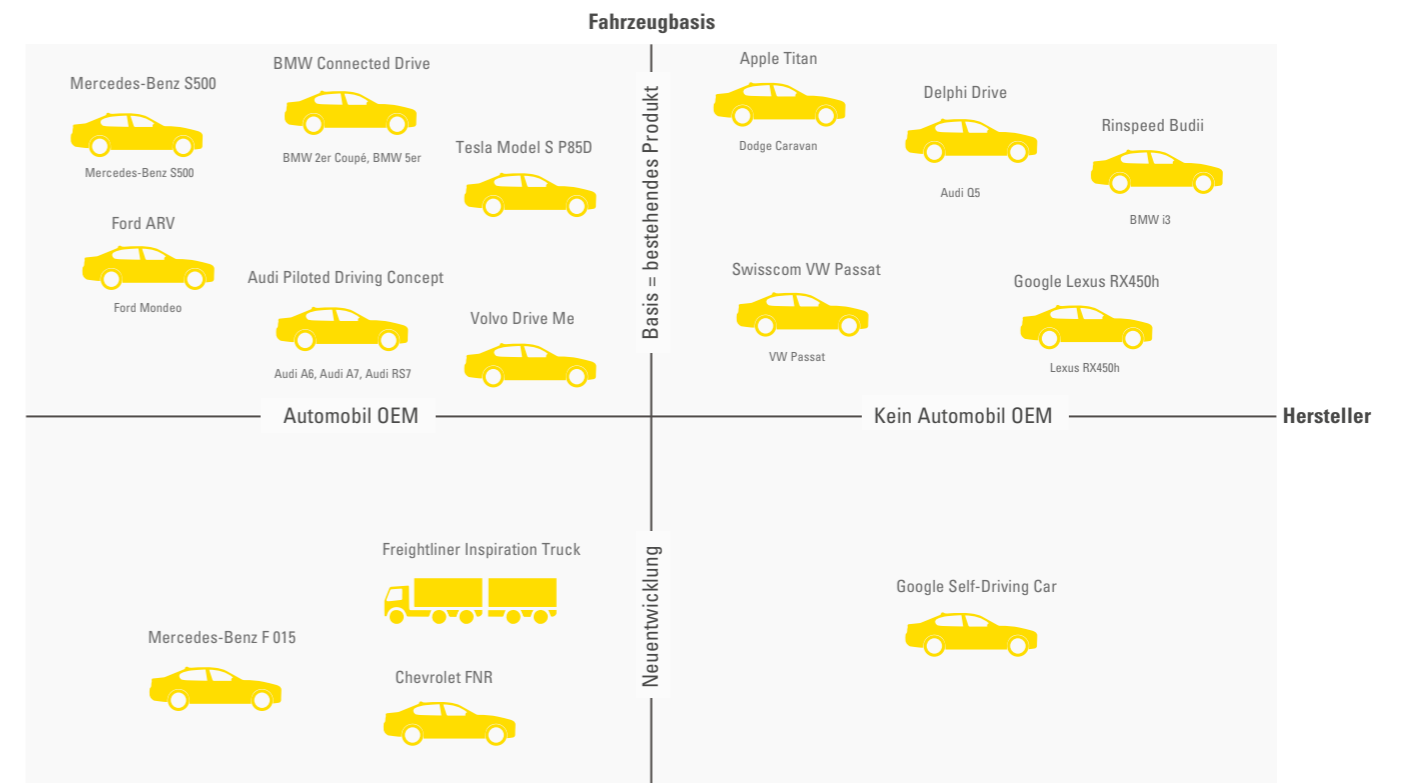 Fahrzeugbasis
Mercedes-Benz S500
Mercedes-Benz S500
BMW Connected Drive
BMW 2er Coupé, BMW 5er
Tesla Model S P85D
Ford ARV
Ford Mondeo
Audi Piloted Driving Concept
Audi A6, Audi A7, Audi RS7
Volvo Drive Me
Basis = bestehendes Produkt
Apple Titan
Dodge Caravan
Delphi Drive
Audi Q5
Rinspeed Budii
BMW i3
Swisscom VW Passat
VW Passat
Google Lexus RX450h
Lexus RX450h
Automobil OEM
Kein Automobil OEM
Hersteller
Freightliner Inspiration Truck
Mercedes-Benz F 015
Chevrolet FNR
Neuentwicklung
Google Self-Driving Car